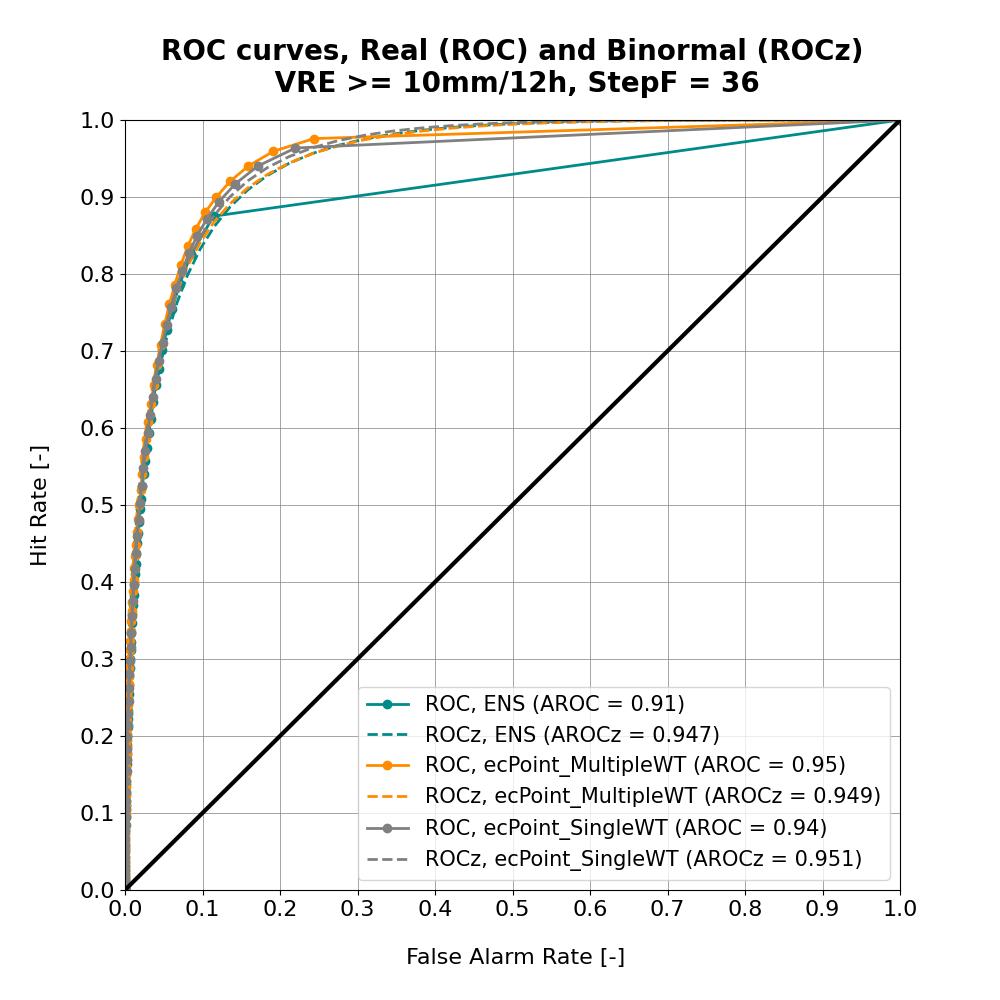 ROC curves, Real (ROC) and Binormal (ROCz)
VRE >= 10mm/12h, StepF = 36
1.0
0.9
0.8
0.7
0.6
0.5
0.4
0.3
0.2
0.1
0.0
Hit Rate [-]
ROC, ENS (AROC = 0.91)
ROCz, ENS (AROCz = 0.947)
ROC, ecPoint_MultipleWT (AROC = 0.95)
ROCz, ecPoint_MultipleWT (AROCz = 0.949)
ROC, ecPoint_SingleWT (AROC = 0.94)
ROCz, ecPoint_SingleWT (AROCz = 0.951)
0.0 0.1 0.2 0.3 0.4 0.5 0.6 0.7 0.8 0.9 1.0
False Alarm Rate [-]